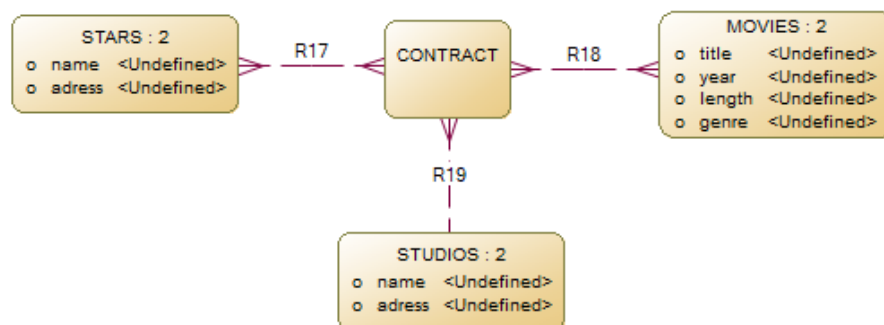 STARS : 2
o name <Undefined>
o adress <Undefined>
R17
CONTRACT
R18
MOVIES : 2
o title <Undefined>
o year <Undefined>
o length <Undefined>
o genre <Undefined>
R19
STUDIOS : 2
o name <Undefined>
o adress <Undefined>